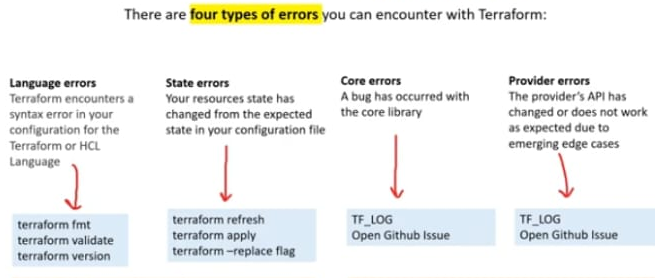 There are four types of errors you can encounter with Terraform:
Language errors
Terraform encounters a
syntax error in your
configuration for the
Terraform or HCL
Language
State errors
Your resources state has
changed from the expected
state in your configuration file
Core errors
A bug has occurred with
the core library
Provider errors
The provider's API has
changed or does not work
as expected due to
emerging edge cases
terraform fmt
terraform validate
terraform version
terraform refresh
terraform apply
terraform –replace flag
TF_LOG
Open Github Issue
TF_LOG
Open Github Issue